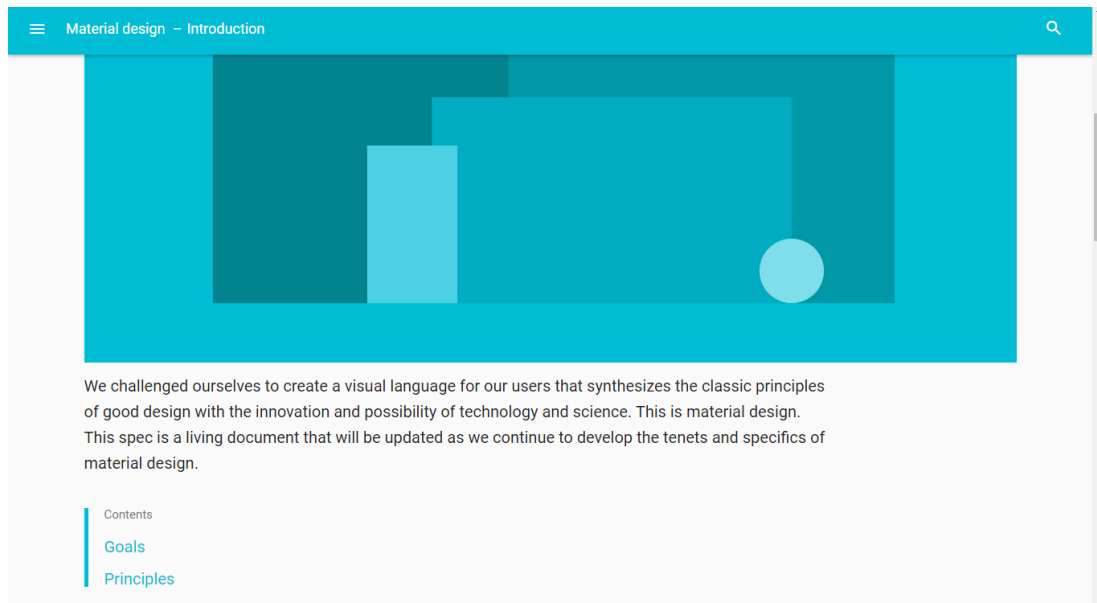 Material design – Introduction
We challenged ourselves to create a visual language for our users that synthesizes the classic principles
of good design with the innovation and possibility of technology and science. This is material design.
This spec is a living document that will be updated as we continue to develop the tenets and specifics of
material design.
Contents
Goals
Principles